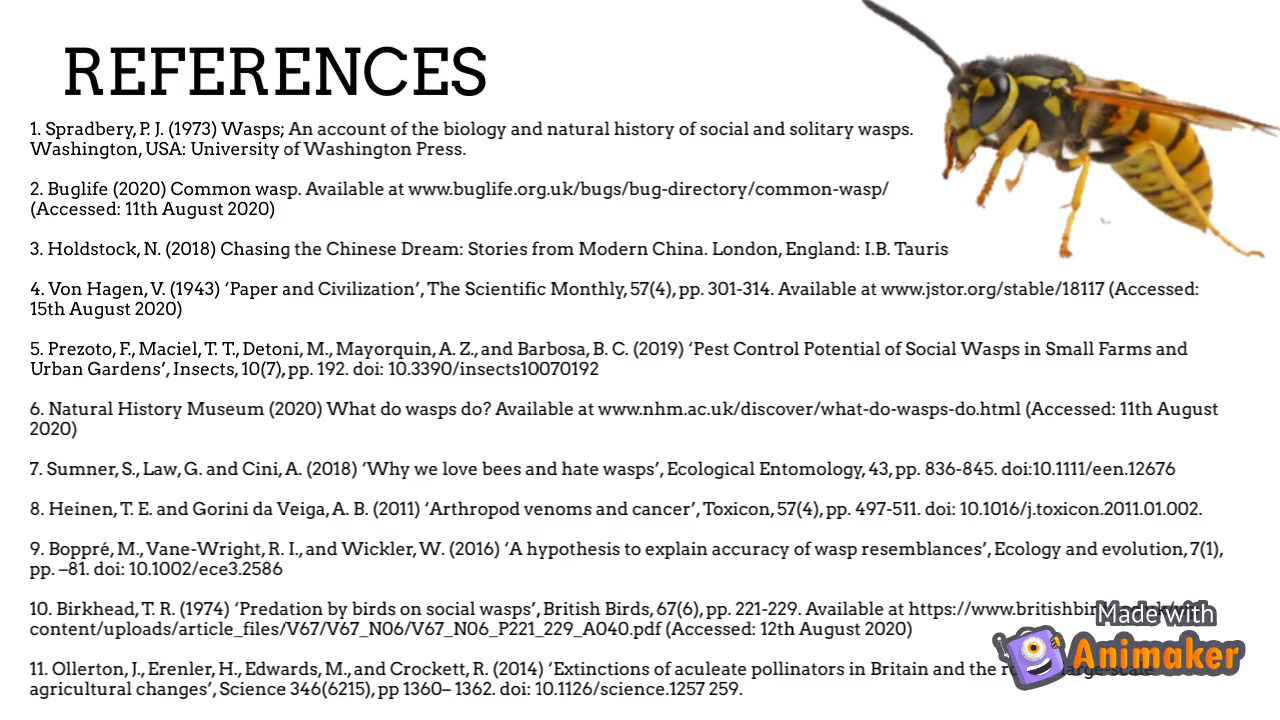 REFERENCES
1. Spradbery, P. J. (1973) Wasps; An account of the biology and natural history of social and solitary wasps.
Washington, USA: University of Washington Press.
2. Buglife (2020) Common wasp. Available at www.buglife.org.uk/bugs/bug-directory/common-wasp/
(Accessed: 11th August 2020)
3. Holdstock, N. (2018) Chasing the Chinese Dream: Stories from Modern China. London, England: I.B. Tauris
4. Von Hagen, V. (1943) ‘Paper and Civilization’, The Scientific Monthly, 57(4), pp. 301-314. Available at www.jstor.org/stable/18117 (Accessed:
15th August 2020)
5. Prezoto, F., Maciel, T. T., Detoni, M., Mayorquin, A. Z., and Barbosa, B. C. (2019) ‘Pest Control Potential of Social Wasps in Small Farms and
Urban Gardens’, Insects, 10(7), pp. 192. doi: 10.3390/insects10070192
6. Natural History Museum (2020) What do wasps do? Available at www.nhm.ac.uk/discover/what-do-wasps-do.html (Accessed: 11th August
2020)
7. Sumner, S., Law, G. and Cini, A. (2018) ‘Why we love bees and hate wasps’, Ecological Entomology, 43, pp. 836-845. doi:10.1111/een.12676
8. Heinen, T. E. and Gorini da Veiga, A. B. (2011) ‘Arthropod venoms and cancer’, Toxicon, 57(4), pp. 497-511. doi: 10.1016/j.toxicon.2011.01.002.
9. Boppré, M., Vane-Wright, R. I., and Wickler, W. (2016) ‘A hypothesis to explain accuracy of wasp resemblances’, Ecology and evolution, 7(1),
pp. –81. doi: 10.1002/ece3.2586
10. Birkhead, T. R. (1974) ‘Predation by birds on social wasps’, British Birds, 67(6), pp. 221-229. Available at
content/uploads/article_files/V67/V67_N06/V67_N06_P221_229_A040.pdf (Accessed: 12th August 2020)
11. Ollerton, J., Erenler, H., Edwards, M., and Crockett, R. (2014) ‘Extinctions of aculeate pollinators in Britain and the large-scale
agricultural changes’, Science 346(6215), pp 1360– 1362. doi: 10.1126/science.1257 259.
Made with
Animaker